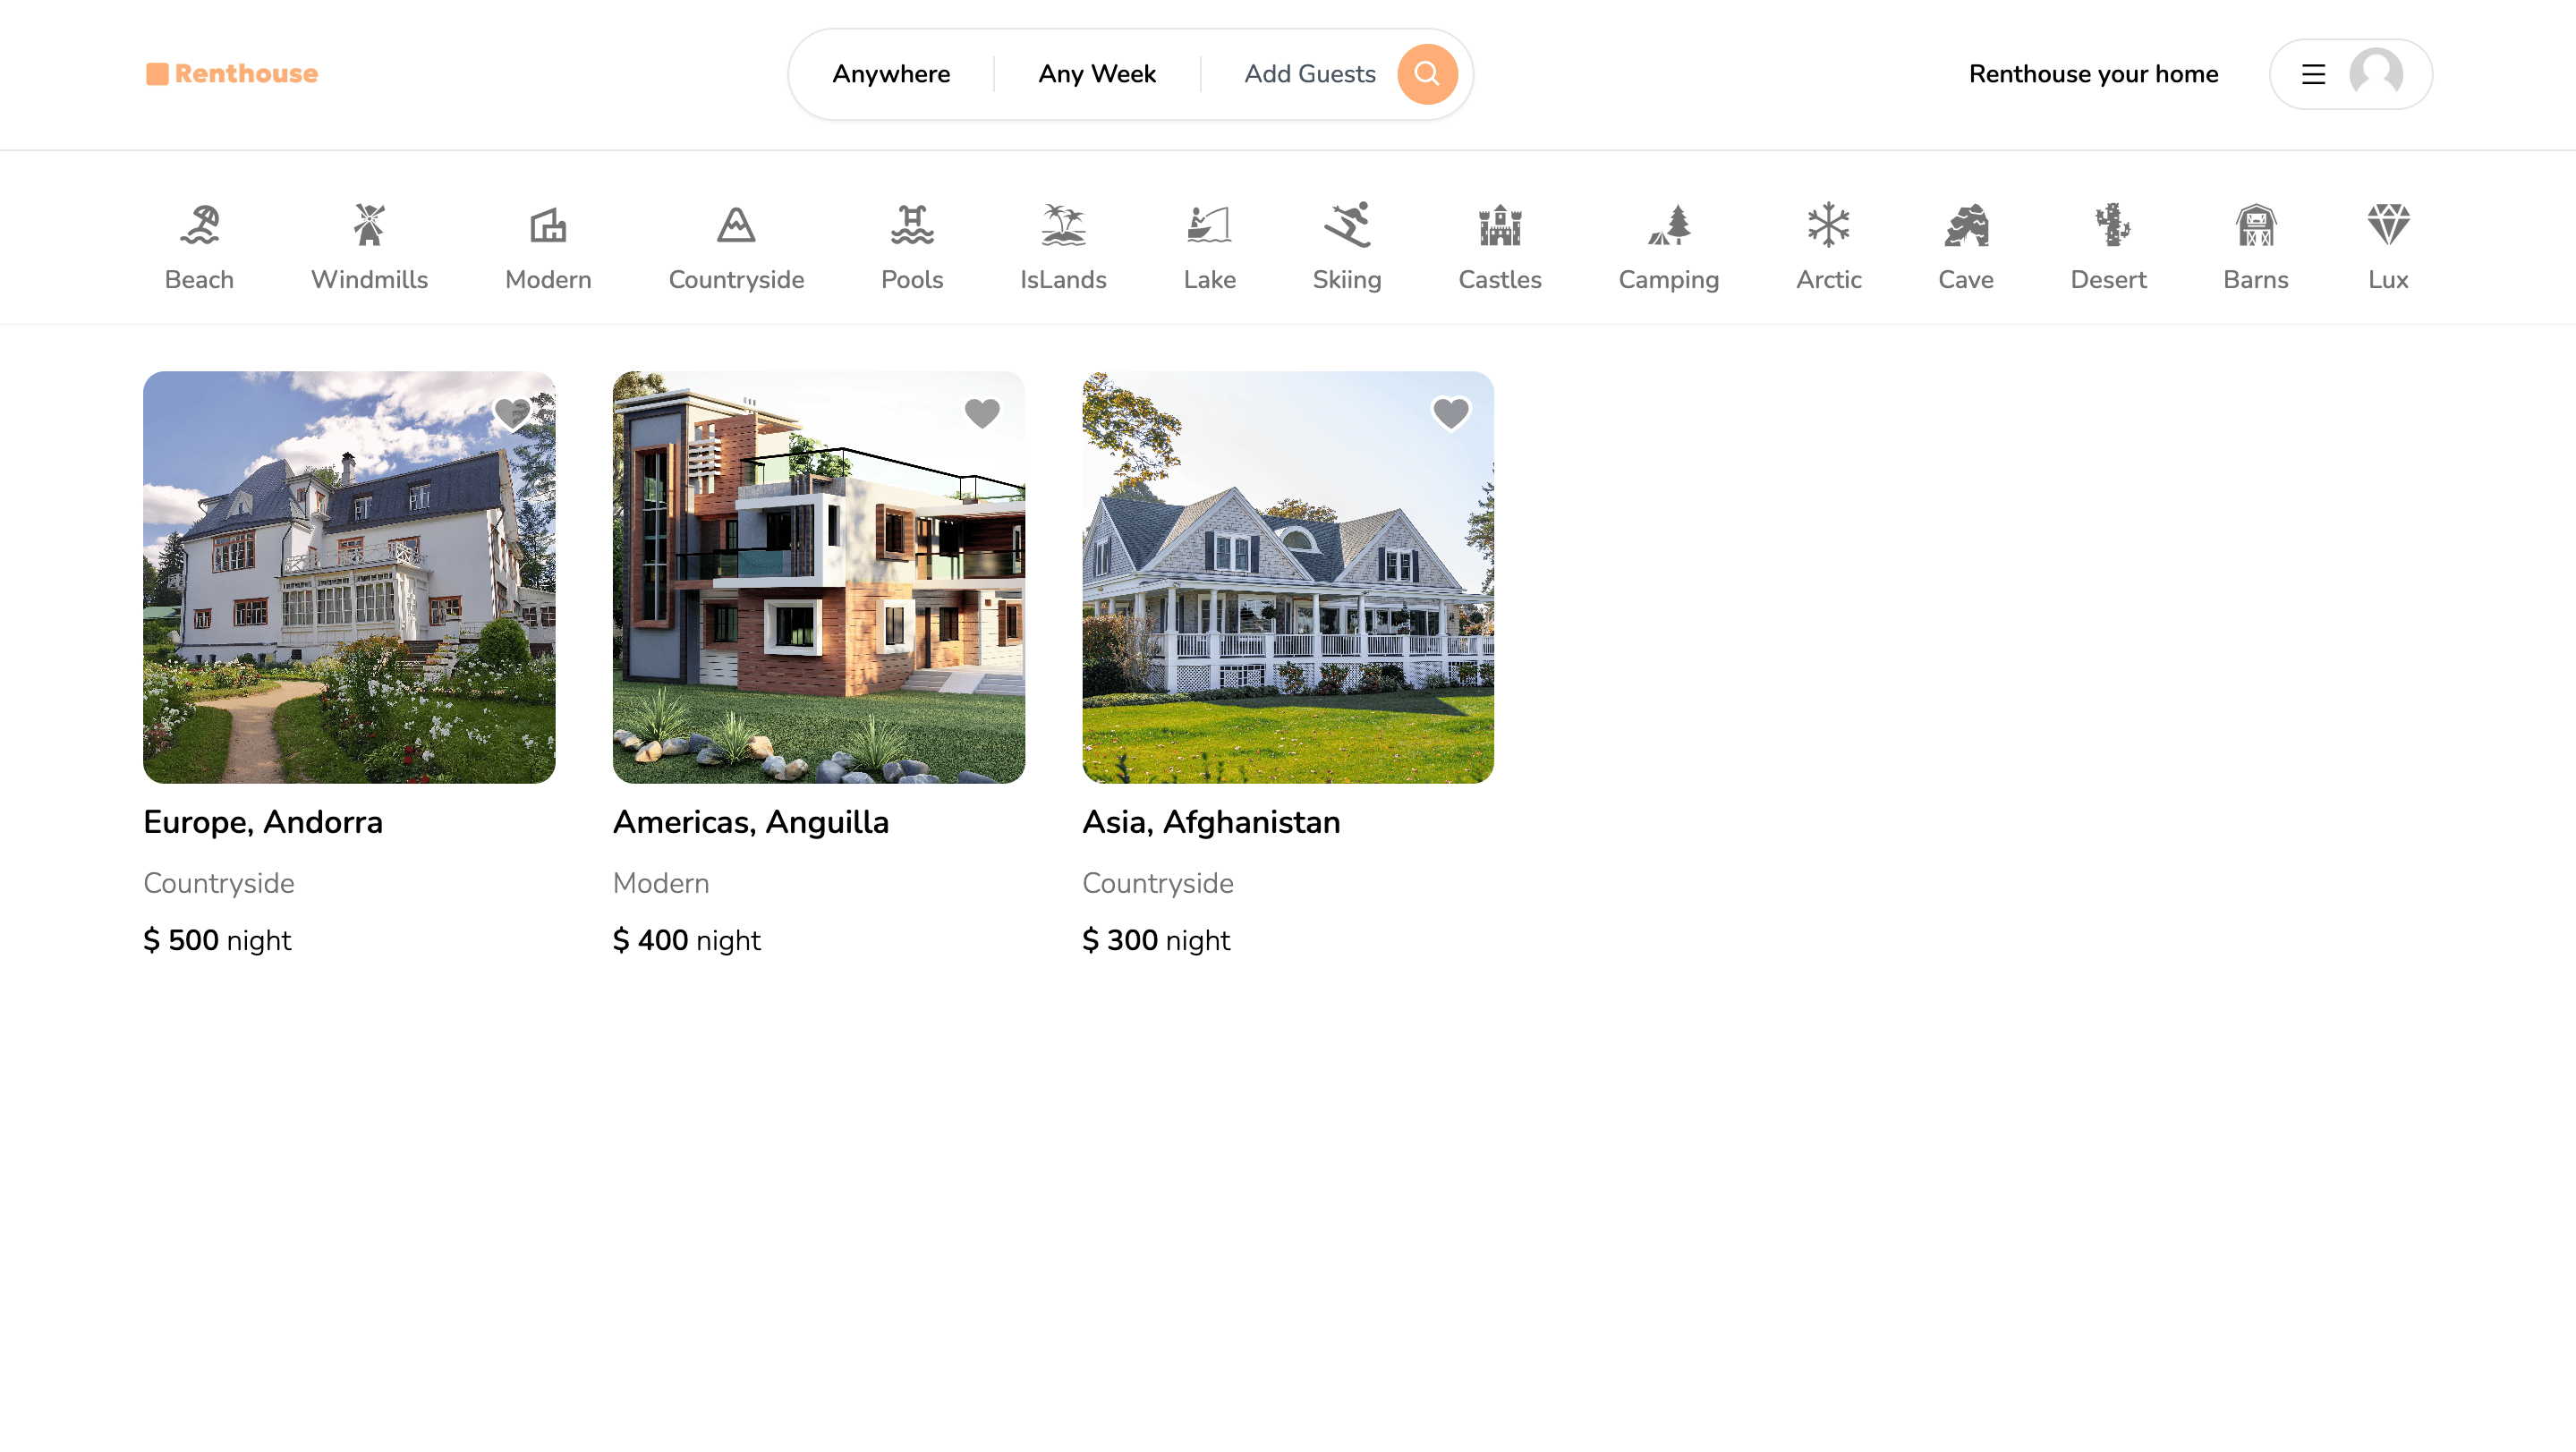 Renthouse
Anywhere
Any Week
Add Guests
Renthouse your home
Beach
Windmills
Modern
Countryside
Pools
IsLands
Lake
Skiing
Castles
Camping
Arctic
Cave
Desert
Barns
Lux
Europe, Andorra
Countryside
$ 500 night
Americas, Anguilla
Modern
$ 400 night
Asia, Afghanistan
Countryside
$ 300 night